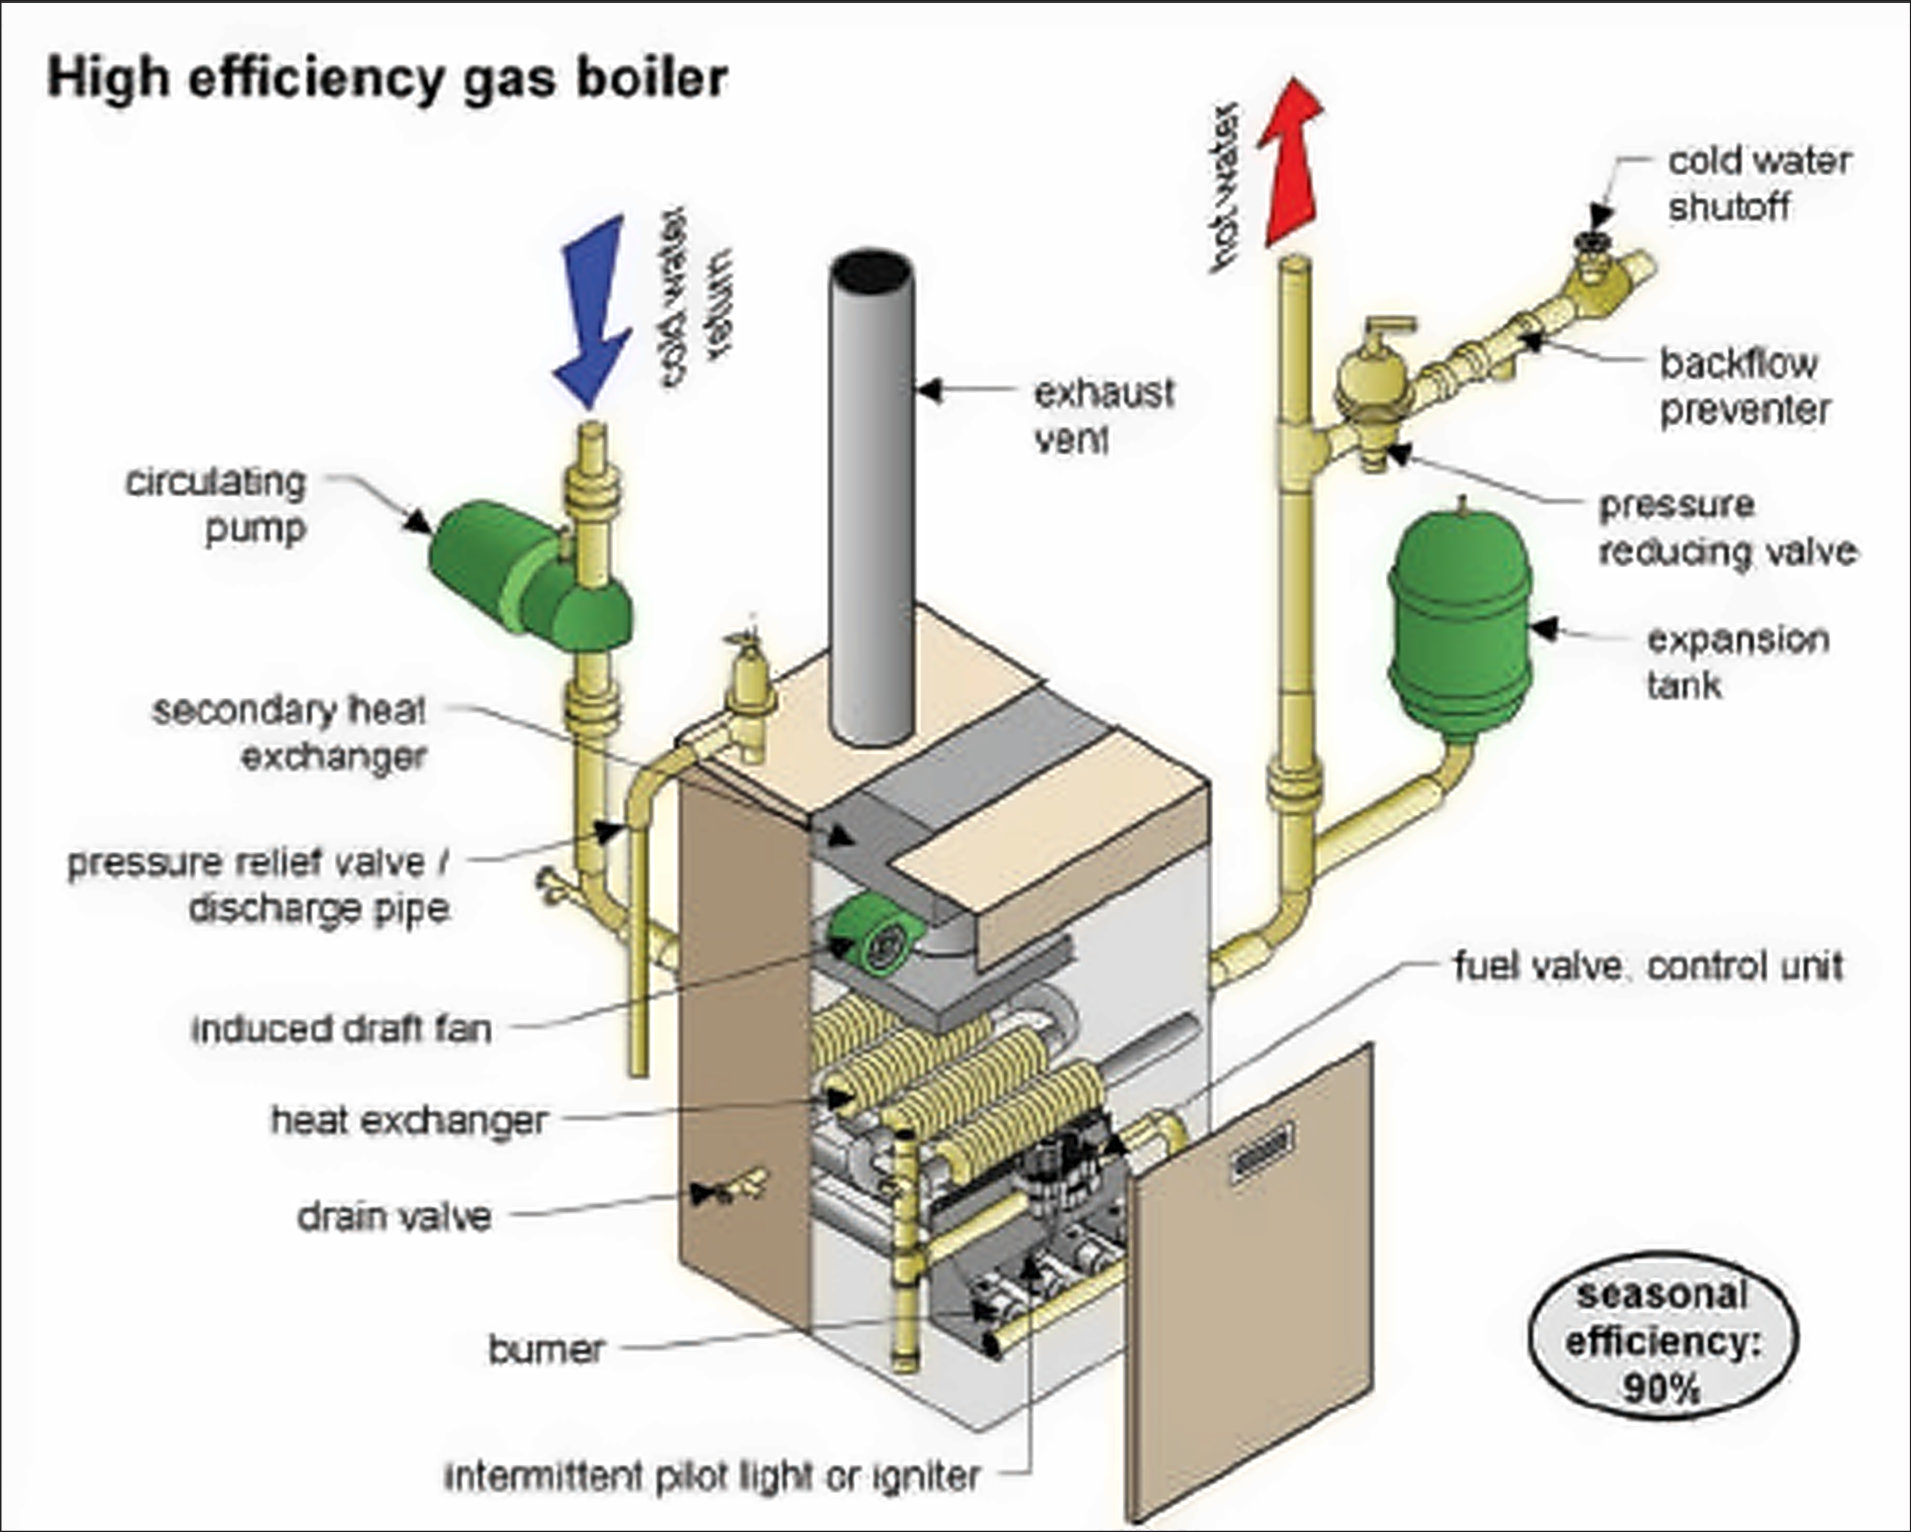 High efficiency gas boiler
cold water
return
hot water
cold water
shutoff
exhaust
vent
backflow
preventer
circulating
pump
pressure
reducing valve
expansion
tank
secondary heat
exchanger
pressure relief valve /
discharge pipe
fuel valve, control unit
induced draft fan
heat exchanger
drain valve
burner
seasonal
efficiency:
90%
intermittent pilot light or igniter